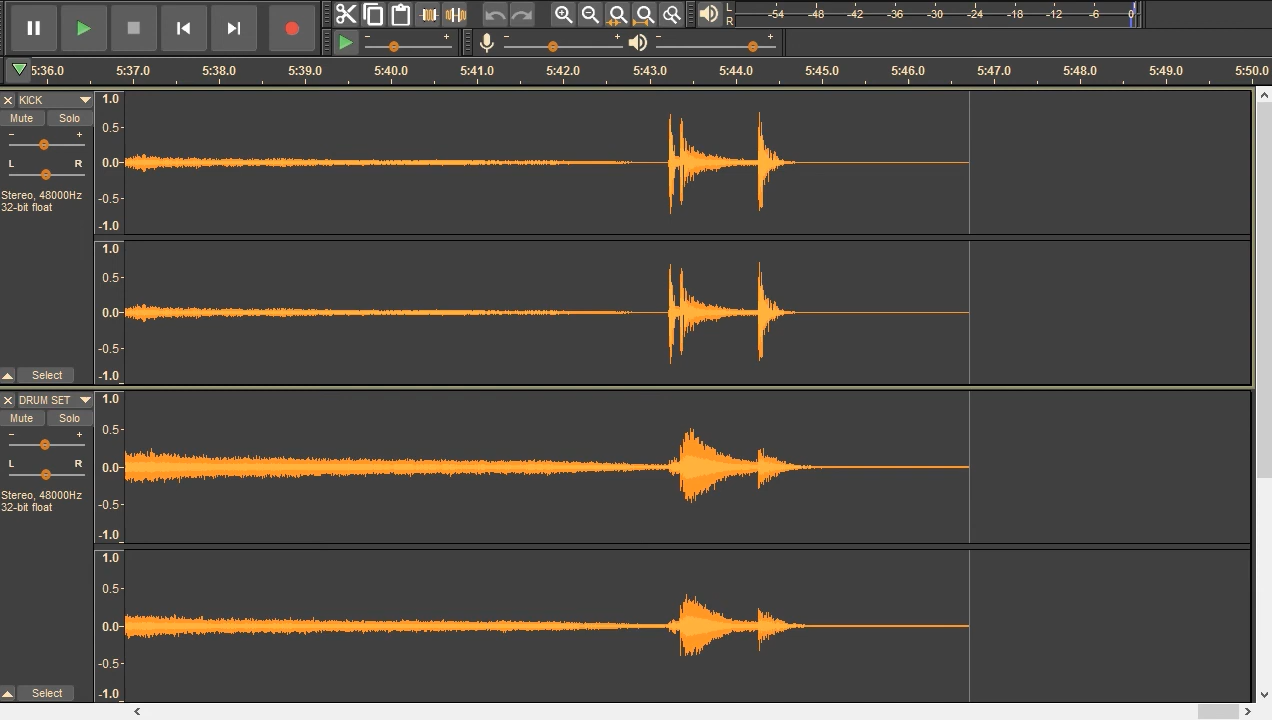 L
R
-54 -48 -42 -36 -30 -24 -18 -12 -6 0
- +
- + - +
5:36.0 5:37.0 5:38.0 5:39.0 5:40.0 5:41.0 5:42.0 5:43.0 5:44.0 5:45.0 5:46.0 5:47.0 5:48.0 5:49.0 5:50.0
KICK
Mute Solo
- +
L R
Stereo, 48000Hz
32-bit float
Select
1.0
0.5-
0.0-
-0.5-
-1.0
1.0
0.5-
0.0-
-0.5-
-1.0
DRUM SET
Mute Solo
- +
L R
Stereo, 48000Hz
32-bit float
Select
1.0
0.5-
0.0-
-0.5-
-1.0
1.0
0.5-
0.0-
-0.5-
-1.0